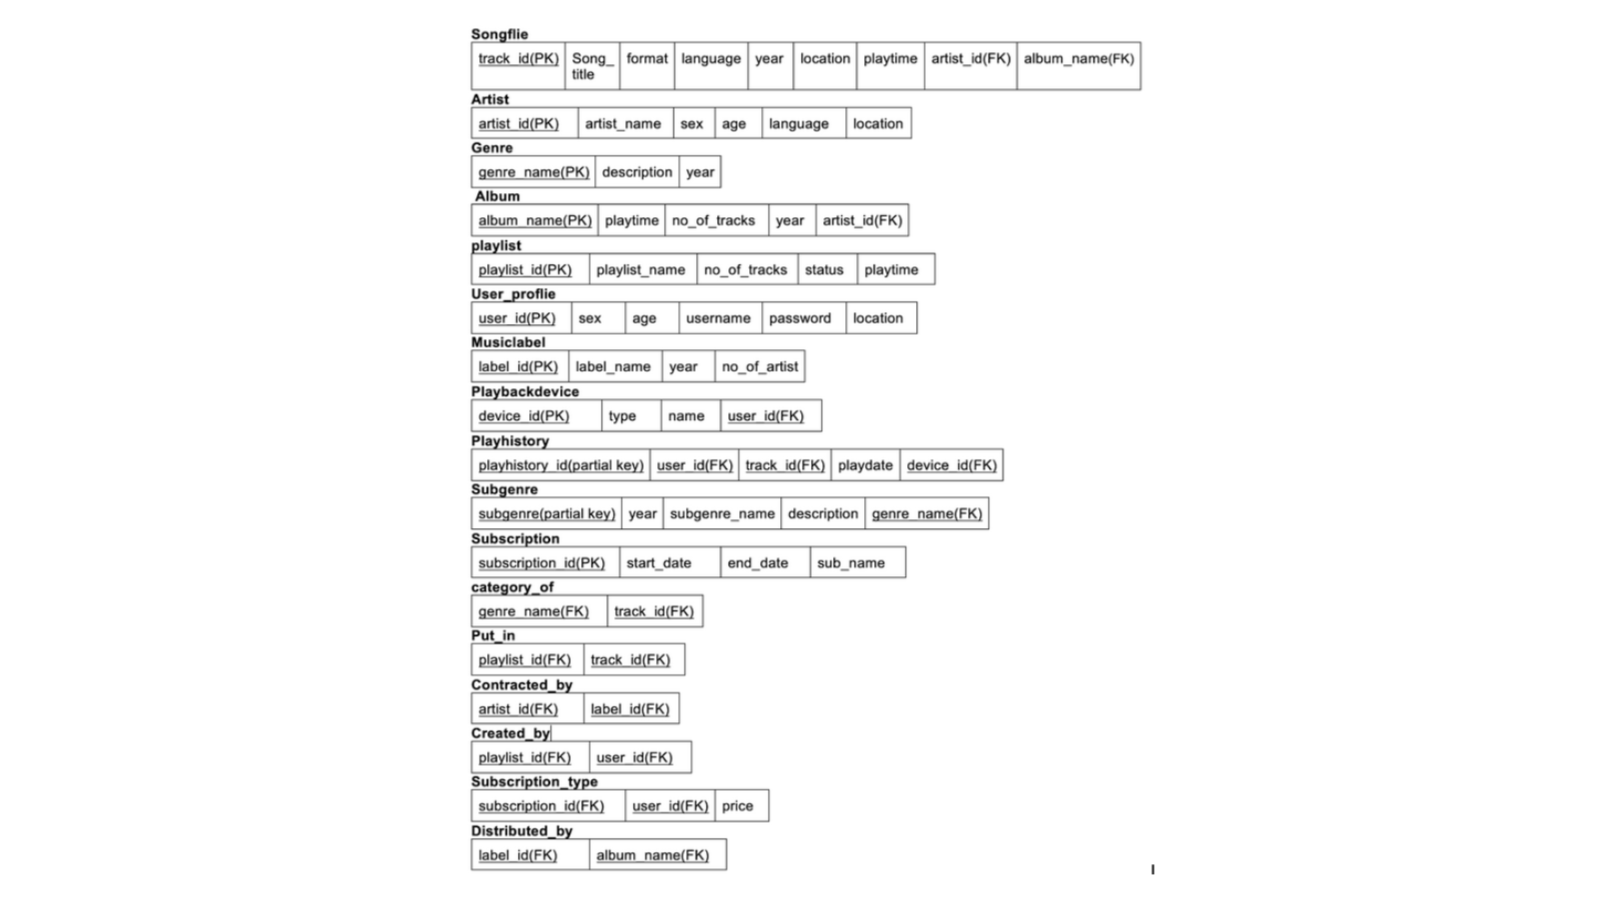 Songflie
track_id(PK) Song_ format language year location playtime artist_id(FK) album_name(FK)
title
Artist
artist_id(PK) artist_name sex age language location
Genre
genre_name(PK) description year
Album
album_name(PK) playtime no_of_tracks year artist_id(FK)
playlist
playlist_id(PK) playlist_name no_of_tracks status playtime
User_proflie
user_id(PK) sex age username password location
Musiclabel
label_id(PK) label_name year no_of_artist
Playbackdevice
device_id(PK) type name user_id(FK)
Playhistory
playhistory_id(partial key) user_id(FK) track_id(FK) playdate device_id(FK)
Subgenre
subgenre(partial key) year subgenre_name description genre_name(FK)
Subscription
subscription_id(PK) start_date end_date sub_name
category_of
genre_name(FK) track_id(FK)
Put_in
playlist_id(FK) track_id(FK)
Contracted_by
artist_id(FK) label_id(FK)
Created_by
playlist_id(FK) user_id(FK)
Subscription_type
subscription_id(FK) user_id(FK) price
Distributed_by
label_id(FK) album_name(FK)